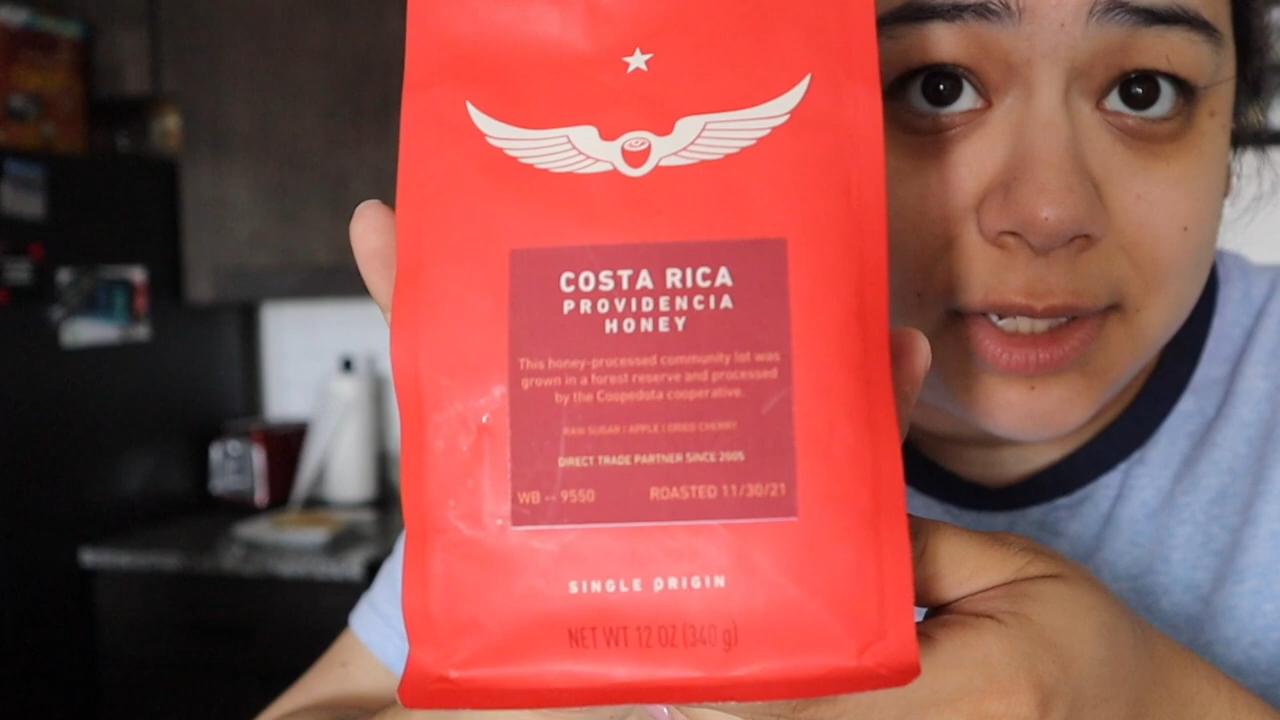 COSTA RICA
PROVIDENCIA
HONEY
This honey-processed community lot was
grown in a forest reserve and processed
by the Coopedota cooperative.
RAW SUGAR | APPLE | DRIED CHERRY
DIRECT TRADE PARTNER SINCE 2005
WB -- 9550 ROASTED 11/30/21
SINGLE ORIGIN
NET WT 12 OZ (340 g)